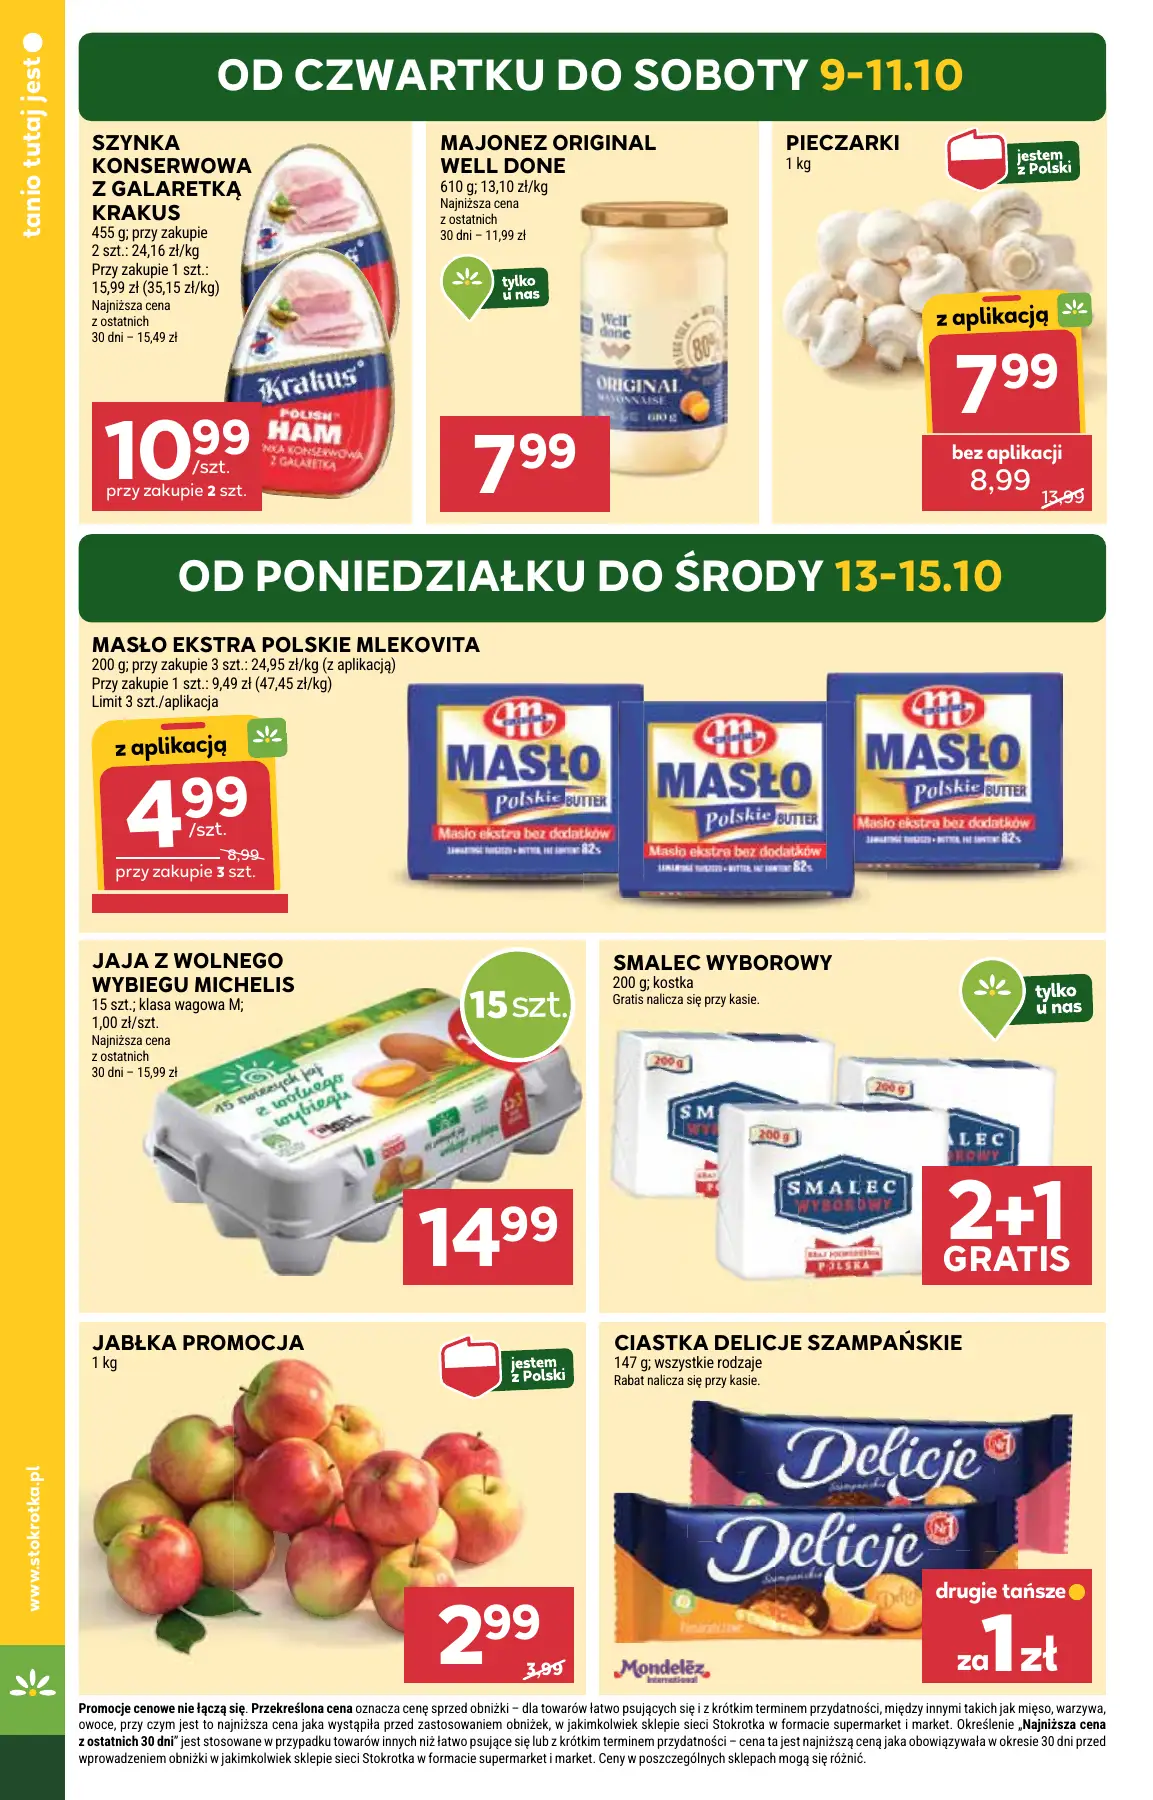 tanio tutaj jest
www.stokrotka.pl
OD CZWARTKU DO SOBOTY 9-11.10
SZYNKA
KONSERWOWA
Z GALARETKĄ
KRAKUS
455 g; przy zakupie
2 szt.: 24,16 zł/kg
Przy zakupie 1 szt.:
15,99 zł (35,15 zł/kg)
Najniższa cena
z ostatnich
30 dni – 15,49 zł
Krakus
POLISH
HAM
Z GALARETKĄ
10 99
/szt.
przy zakupie 2 szt.
MAJONEZ ORIGINAL
WELL DONE
610 g; 13,10 zł/kg
Najniższa cena
z ostatnich
30 dni – 11,99 zł
tylko
u nas
Well
done
80%
ORIGINAL
MAYONNAISE
610 g
7 99
PIECZARKI
1 kg
jestem
z Polski
z aplikacją
7 99
bez aplikacji
8,99
13,99
OD PONIEDZIAŁKU DO ŚRODY 13-15.10
MASŁO EKSTRA POLSKIE MLEKOVITA
200 g; przy zakupie 3 szt.: 24,95 zł/kg (z aplikacją)
Przy zakupie 1 szt.: 9,49 zł (47,45 zł/kg)
Limit 3 szt./aplikacja
z aplikacją
4 99
/szt.
8,99
przy zakupie 3 szt.
MASŁO
Polskie BUTTER
Masło ekstra bez dodatków
82%
MASŁO
Polskie BUTTER
Masło ekstra bez dodatków
82%
MASŁO
Polskie BUTTER
Masło ekstra bez dodatków
82%
JAJA Z WOLNEGO
WYBIEGU MICHELIS
15 szt.; klasa wagowa M;
1,00 zł/szt.
Najniższa cena
z ostatnich
30 dni – 15,99 zł
15 szt.
15 świeżych jaj
z wolnego
wybiegu
14 99
SMALEC WYBOROWY
200 g; kostka
Gratis nalicza się przy kasie.
tylko
u nas
200 g
200 g
200 g
SMALEC
WYBOROWY
KRAJ POCHODZENIA
POLSKA
2+1
GRATIS
JABŁKA PROMOCJA
1 kg
jestem
z Polski
2 99
3,99
CIASTKA DELICJE SZAMPAŃSKIE
147 g; wszystkie rodzaje
Rabat nalicza się przy kasie.
Delicje
Szampańskie
Nr1
Delicje
Szampańskie
Nr1
Mondelēz
International
drugie tańsze
za 1 zł
Promocje cenowe nie łączą się. Przekreślona cena oznacza cenę sprzed obniżki – dla towarów łatwo psujących się i z krótkim terminem przydatności, między innymi takich jak mięso, warzywa,
owoce, przy czym jest to najniższa cena jaka wystąpiła przed zastosowaniem obniżek, w jakimkolwiek sklepie sieci Stokrotka w formacie supermarket i market. Określenie „Najniższa cena
z ostatnich 30 dni” jest stosowane w przypadku towarów innych niż łatwo psujące się lub z krótkim terminem przydatności – cena ta jest najniższą ceną jaka obowiązywała w okresie 30 dni przed
wprowadzeniem obniżki w jakimkolwiek sklepie sieci Stokrotka w formacie supermarket i market. Ceny w poszczególnych sklepach mogą się różnić.